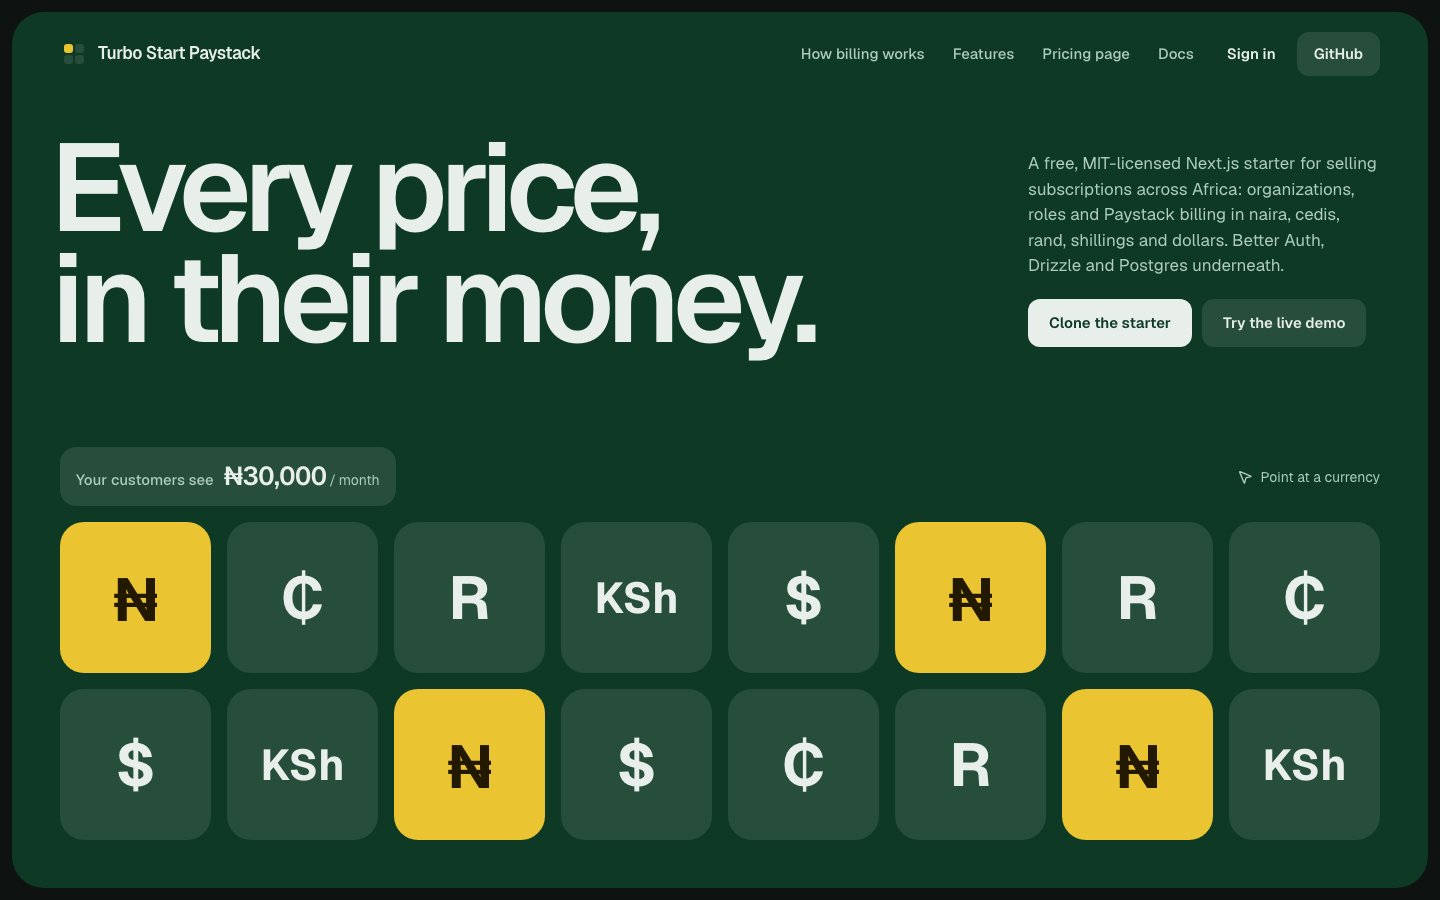 Turbo Start Paystack
How billing works Features Pricing page Docs Sign in GitHub
Every price,
in their money.
A free, MIT-licensed Next.js starter for selling
subscriptions across Africa: organizations,
roles and Paystack billing in naira, cedis,
rand, shillings and dollars. Better Auth,
Drizzle and Postgres underneath.
Clone the starter Try the live demo
Your customers see ₦30,000 / month
Point at a currency
₦ ₵ R KSh $ ₦ R ₵
$ KSh ₦ $ ₵ R ₦ KSh